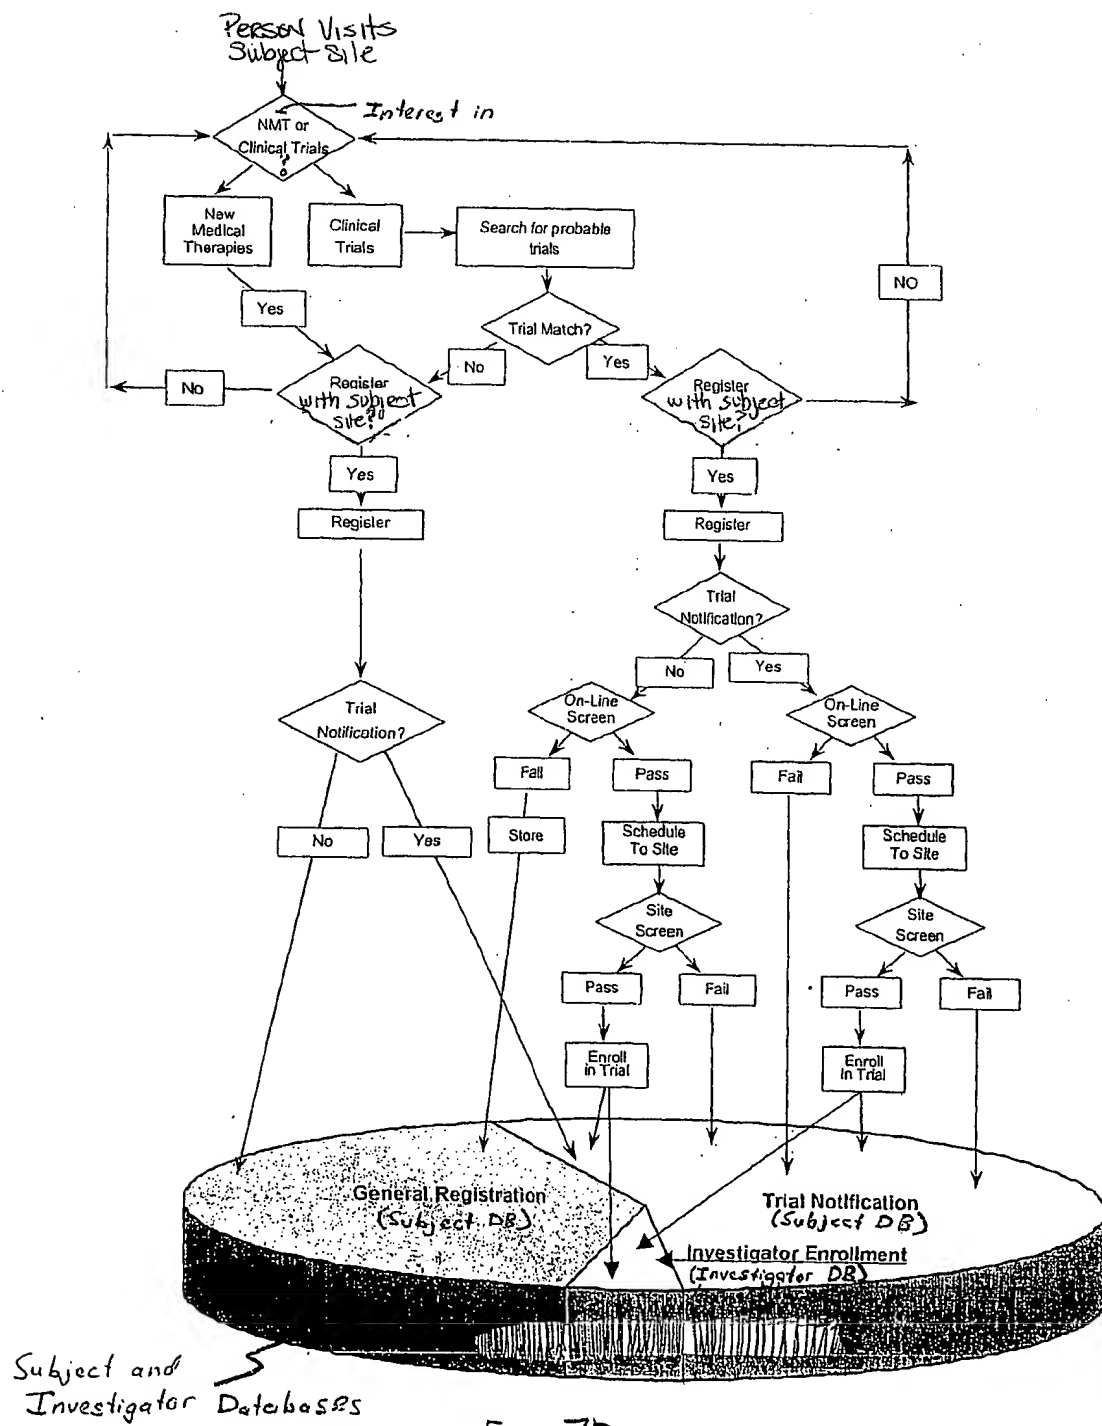 PERSON VISITS
Subject Site
Interest in
NMT or
Clinical Trials
?
New
Medical
Therapies
Clinical
Trials
Search for probable
trials
NO
Yes
Trial Match?
No
Yes
No
Register
with subject
site?
Register
with subject
site?
Yes
Yes
Register
Register
Trial
Notification?
No
Yes
Trial
Notification?
On-Line
Screen
On-Line
Screen
Fail
Pass
Fail
Pass
No
Yes
Store
Schedule
To Site
Schedule
To Site
Site
Screen
Site
Screen
Pass
Fail
Pass
Fail
Enroll
in Trial
Enroll
In Trial
General Registration
(Subject DB)
Trial Notification
(Subject DB)
Investigator Enrollment
(Investigator DB)
Subject and
Investigator Databases